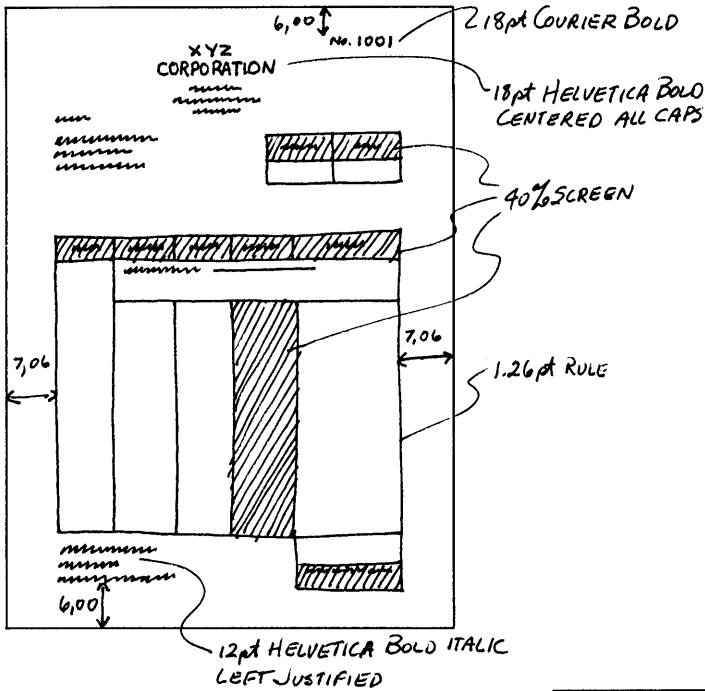 6,00
18pt COURIER BOLD
No. 1001
XYZ
CORPORATION
18pt HELVETICA BOLD
CENTERED ALL CAPS
40% SCREEN
7,06
7,06
1.26pt RULE
6,00
12pt HELVETICA BOLD ITALIC
LEFT JUSTIFIED